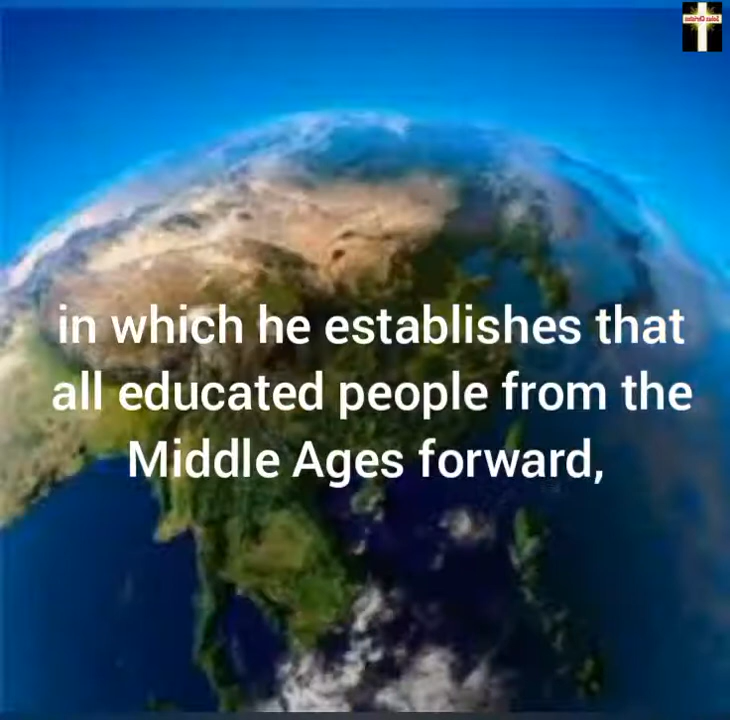 in which he establishes that
all educated people from the
Middle Ages forward,